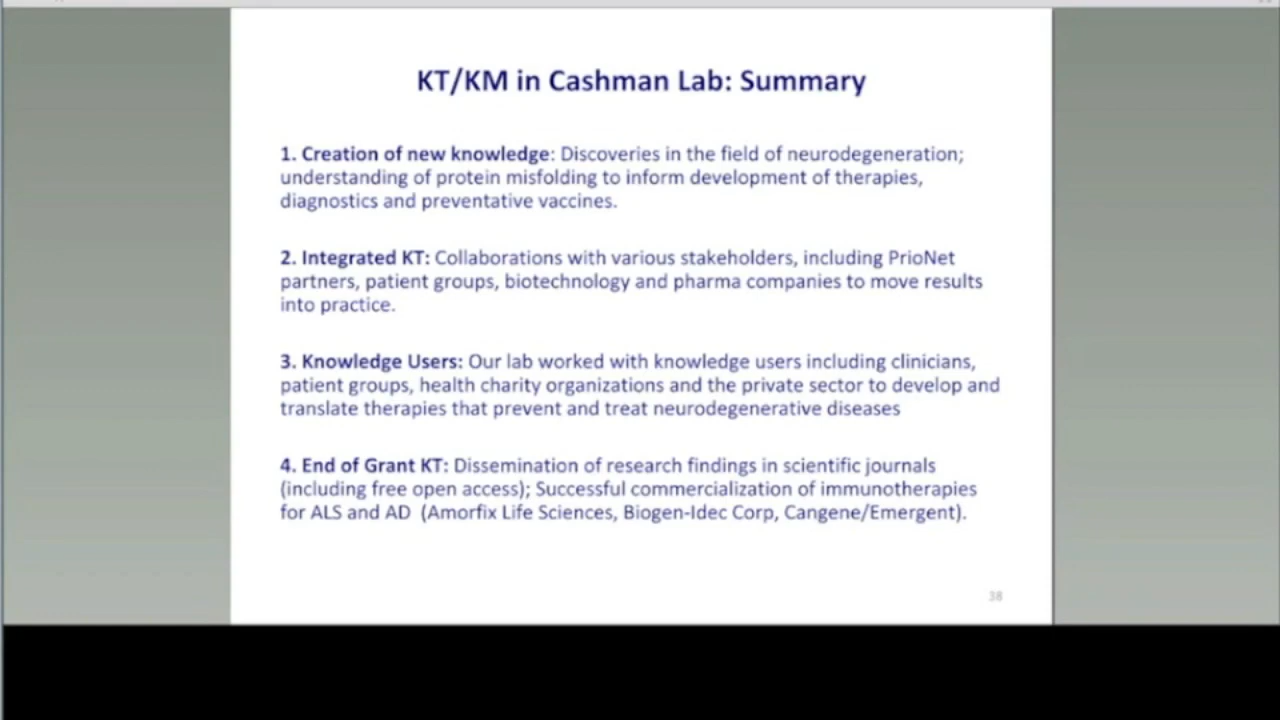 KT/KM in Cashman Lab: Summary
1. Creation of new knowledge: Discoveries in the field of neurodegeneration;
understanding of protein misfolding to inform development of therapies,
diagnostics and preventative vaccines.
2. Integrated KT: Collaborations with various stakeholders, including PrioNet
partners, patient groups, biotechnology and pharma companies to move results
into practice.
3. Knowledge Users: Our lab worked with knowledge users including clinicians,
patient groups, health charity organizations and the private sector to develop and
translate therapies that prevent and treat neurodegenerative diseases
4. End of Grant KT: Dissemination of research findings in scientific journals
(including free open access); Successful commercialization of immunotherapies
for ALS and AD  (Amorfix Life Sciences, Biogen-Idec Corp, Cangene/Emergent).
38